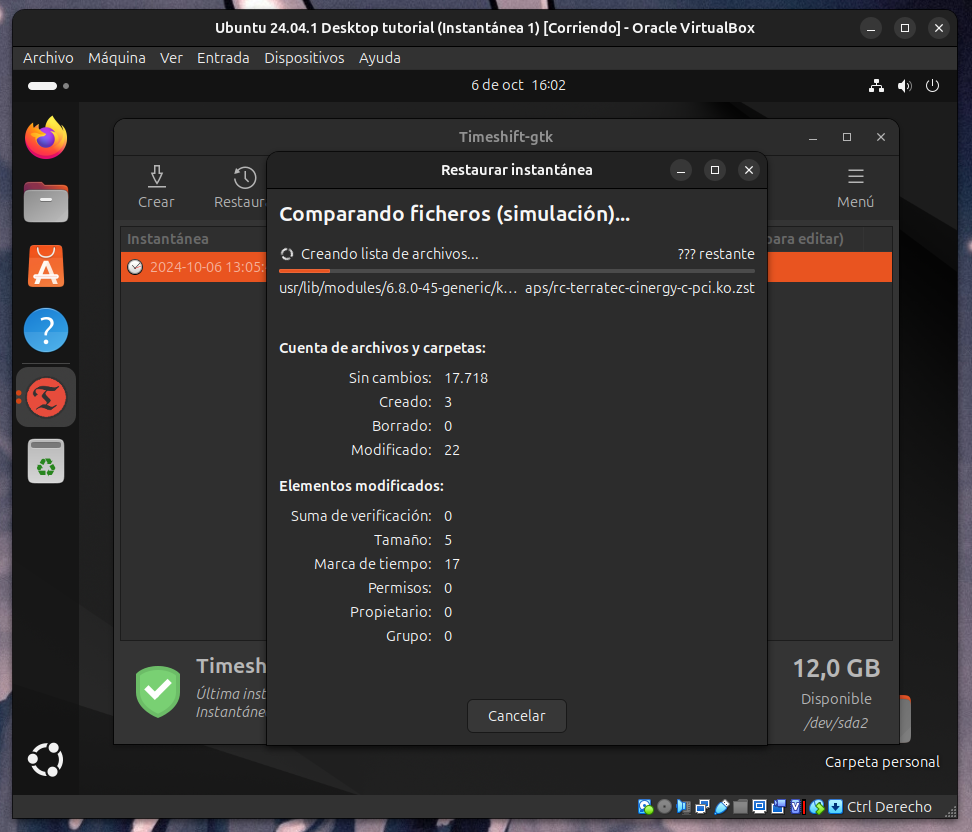 Ubuntu 24.04.1 Desktop tutorial (Instantánea 1) [Corriendo] - Oracle VirtualBox
Archivo Máquina Ver Entrada Dispositivos Ayuda
6 de oct 16:02
Timeshift-gtk
Restaurar instantánea
Crear
Restaur
Menú
Comparando ficheros (simulación)...
Instantánea
para editar)
Creando lista de archivos... ??? restante
2024-10-06 13:05:
usr/lib/modules/6.8.0-45-generic/k... aps/rc-terratec-cinergy-c-pci.ko.zst
Cuenta de archivos y carpetas:
Sin cambios: 17.718
Creado: 3
Borrado: 0
Modificado: 22
Elementos modificados:
Suma de verificación: 0
Tamaño: 5
Marca de tiempo: 17
Permisos: 0
Propietario: 0
Grupo: 0
Timesh
Última inst
Instantáne
12,0 GB
Disponible
/dev/sda2
Cancelar
Carpeta personal
Ctrl Derecho